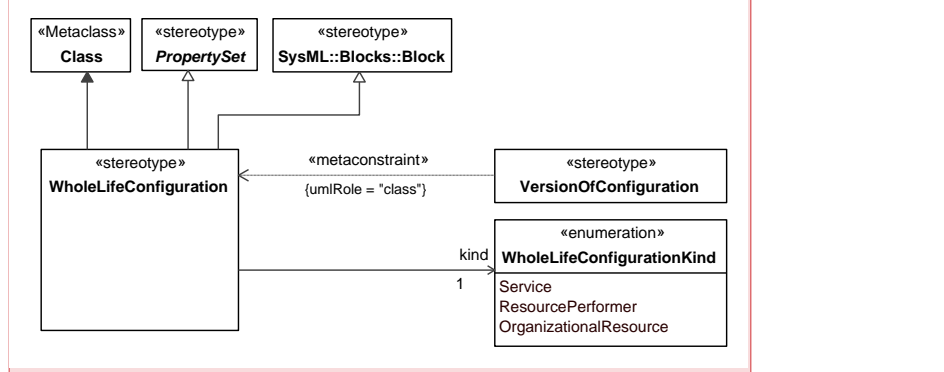 «Metaclass»
Class
«stereotype»
PropertySet
«stereotype»
SysML::Blocks::Block
«stereotype»
WholeLifeConfiguration
«metaconstraint»
{umlRole = "class"}
«stereotype»
VersionOfConfiguration
kind
1
«enumeration»
WholeLifeConfigurationKind
Service
ResourcePerformer
OrganizationalResource